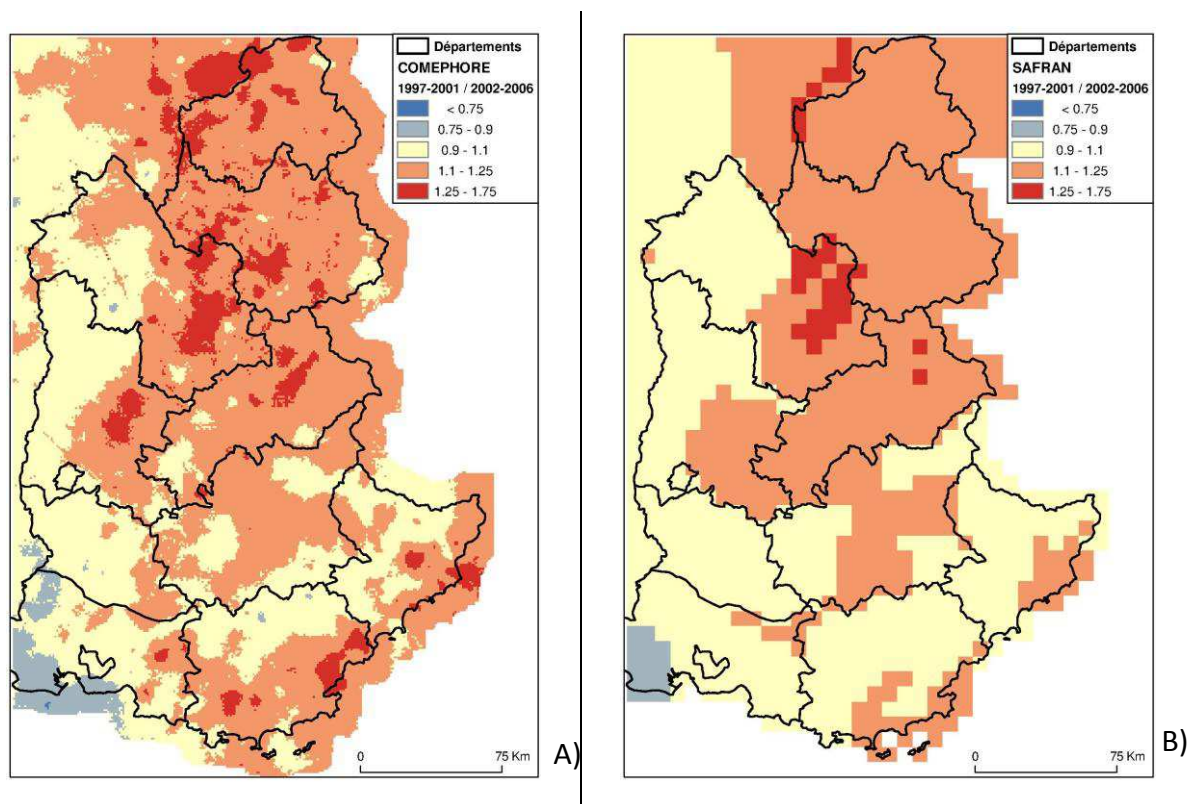 Départements
COMEPHORE
1997-2001 / 2002-2006
< 0.75
0.75 - 0.9
0.9 - 1.1
1.1 - 1.25
1.25 - 1.75
0 75 Km
A)
Départements
SAFRAN
1997-2001 / 2002-2006
< 0.75
0.75 - 0.9
0.9 - 1.1
1.1 - 1.25
1.25 - 1.75
0 75 Km
B)